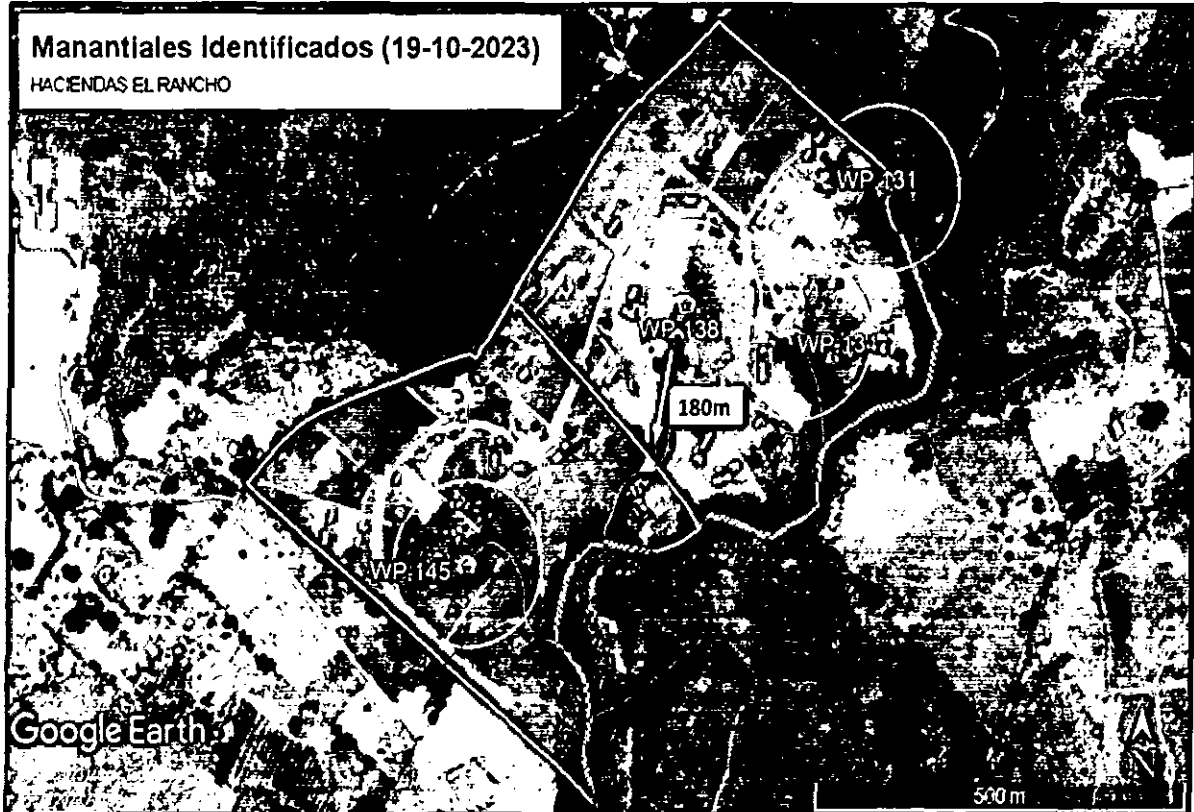 Manantiales Identificados (19-10-2023)
HACIENDAS EL RANCHO
WP 131
WP 138
WP 134
180m
WP 145
Google Earth
N
500 m